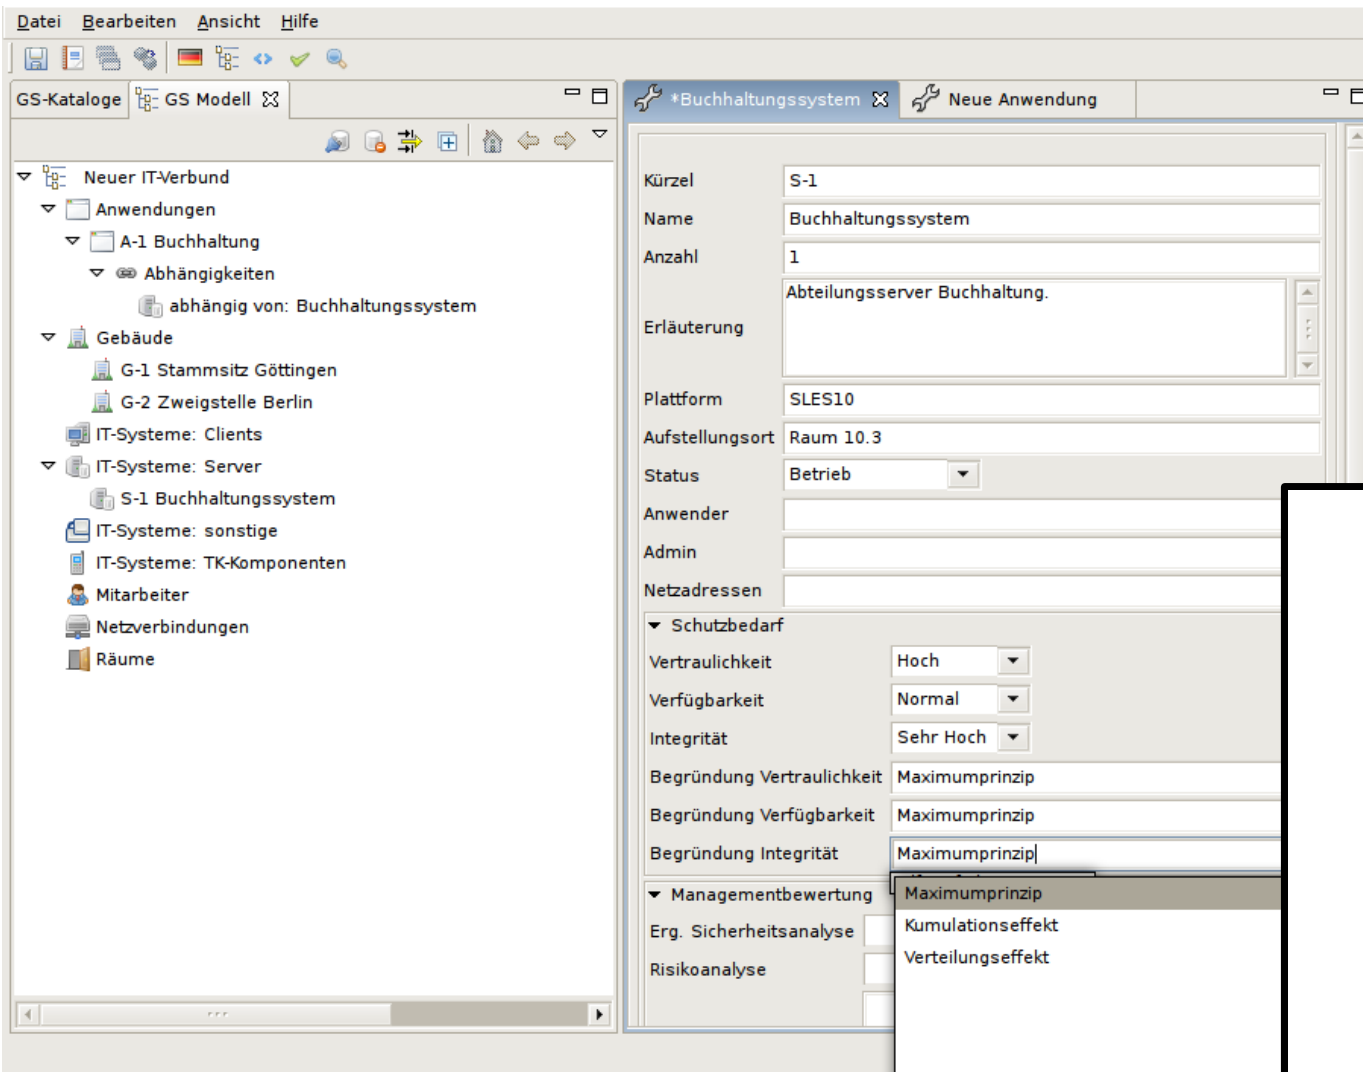 Datei Bearbeiten Ansicht Hilfe
GS-Kataloge GS Modell
Neuer IT-Verbund
Anwendungen
A-1 Buchhaltung
Abhängigkeiten
abhängig von: Buchhaltungssystem
Gebäude
G-1 Stammsitz Göttingen
G-2 Zweigstelle Berlin
IT-Systeme: Clients
IT-Systeme: Server
S-1 Buchhaltungssystem
IT-Systeme: sonstige
IT-Systeme: TK-Komponenten
Mitarbeiter
Netzverbindungen
Räume
*Buchhaltungssystem Neue Anwendung
Kürzel S-1
Name Buchhaltungssystem
Anzahl 1
Erläuterung Abteilungsserver Buchhaltung.
Plattform SLES10
Aufstellungsort Raum 10.3
Status Betrieb
Anwender
Admin
Netzadressen
Schutzbedarf
Vertraulichkeit Hoch
Verfügbarkeit Normal
Integrität Sehr Hoch
Begründung Vertraulichkeit Maximumprinzip
Begründung Verfügbarkeit Maximumprinzip
Begründung Integrität Maximumprinzip
Managementbewertung
Erg. Sicherheitsanalyse
Risikoanalyse
Maximumprinzip
Kumulationseffekt
Verteilungseffekt